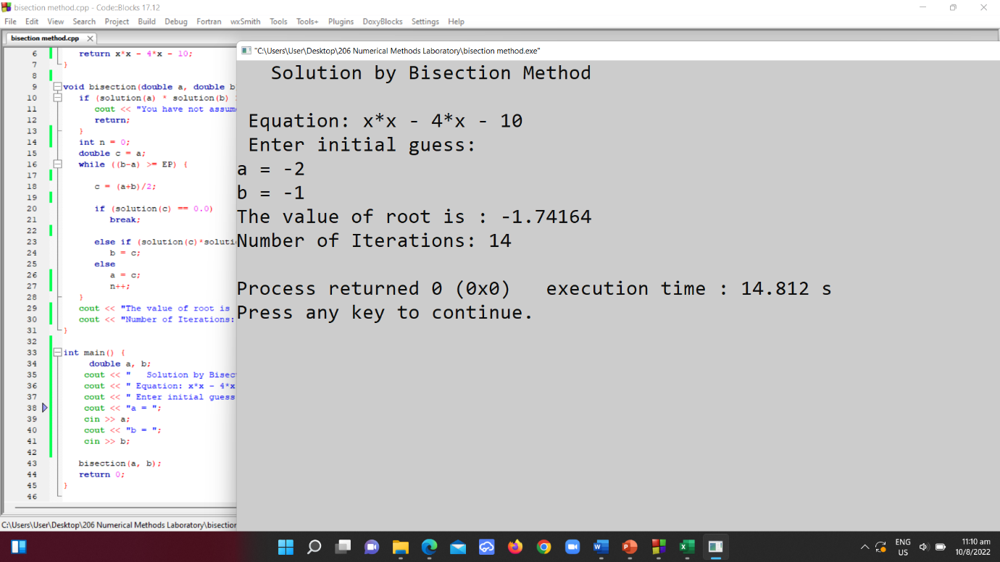 bisection method.cpp - Code::Blocks 17.12
File Edit View Search Project Build Debug Fortran wxSmith Tools Tools+ Plugins DoxyBlocks Settings Help
bisection method.cpp
6 return x*x - 4*x - 10;
7 }
8
9 void bisection(double a, double b
10 if (solution(a) * solution(b)
11 cout << "You have not assum
12 return;
13 }
14 int n = 0;
15 double c = a;
16 while ((b-a) >= EP) {
17
18 c = (a+b)/2;
19
20 if (solution(c) == 0.0)
21 break;
22
23 else if (solution(c)*soluti
24 b = c;
25 else
26 a = c;
27 n++;
28 }
29 cout << "The value of root is
30 cout << "Number of Iterations:
31 }
32
33 int main() {
34 double a, b;
35 cout << "   Solution by Bisec
36 cout << " Equation: x*x - 4*x
37 cout << " Enter initial guess
38 cout << "a = ";
39 cin >> a;
40 cout << "b = ";
41 cin >> b;
42
43 bisection(a, b);
44 return 0;
45 }
46
C:\Users\User\Desktop\206 Numerical Methods Laboratory\bisection
"C:\Users\User\Desktop\206 Numerical Methods Laboratory\bisection method.exe"
Solution by Bisection Method
Equation: x*x - 4*x - 10
Enter initial guess:
a = -2
b = -1
The value of root is : -1.74164
Number of Iterations: 14
Process returned 0 (0x0)   execution time : 14.812 s
Press any key to continue.
ENG
US
11:10 am
10/8/2022